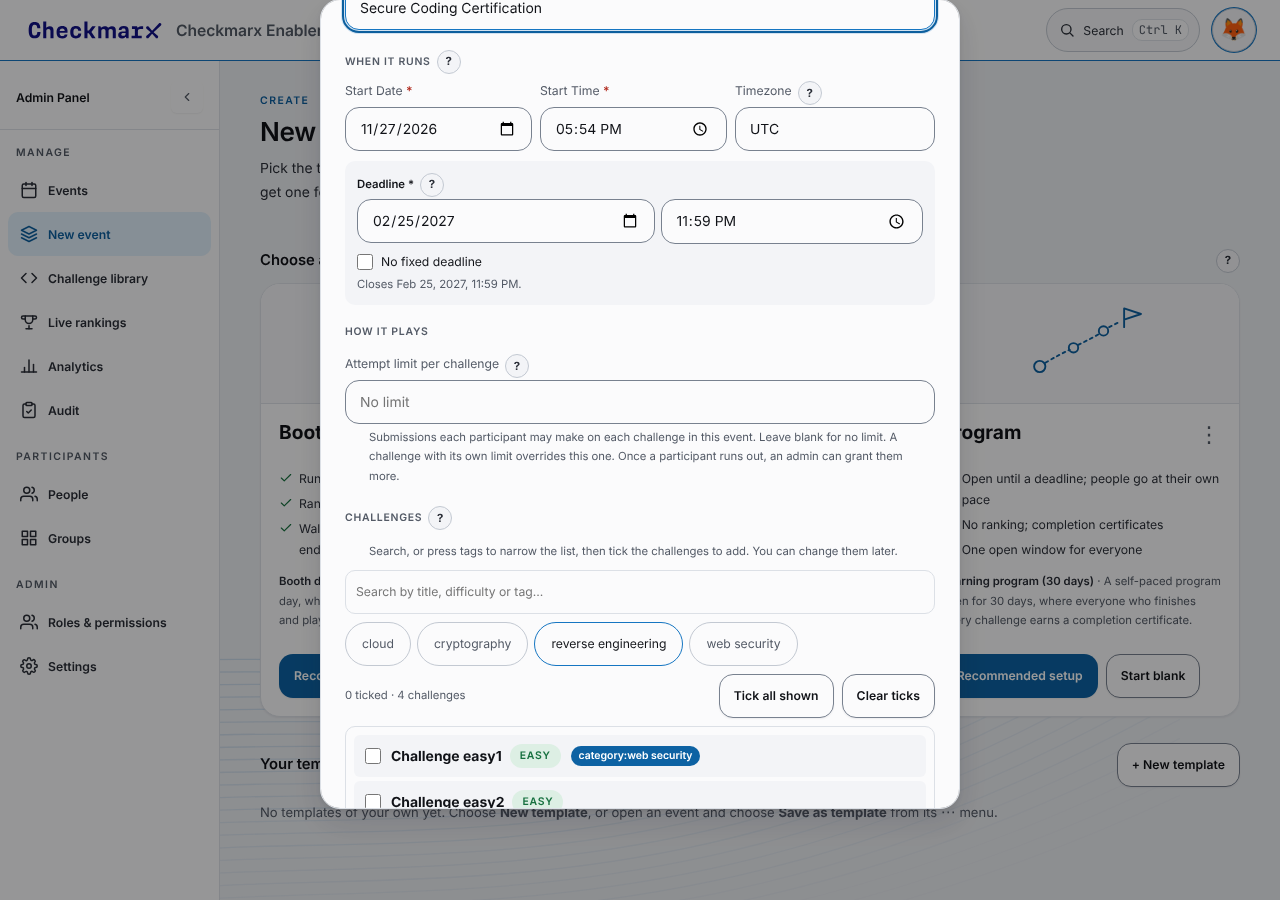 Checkmarx
Checkmarx Enabler
Search Ctrl K
Admin Panel
MANAGE
Events
New event
Challenge library
Live rankings
Analytics
Audit
PARTICIPANTS
People
Groups
ADMIN
Roles & permissions
Settings
CREATE
New
Pick the t
get one f
Choose
?
Secure Coding Certification
WHEN IT RUNS ?
Start Date *
Start Time *
Timezone ?
11/27/2026
05:54 PM
UTC
Deadline * ?
02/25/2027
11:59 PM
No fixed deadline
Closes Feb 25, 2027, 11:59 PM.
HOW IT PLAYS
Attempt limit per challenge ?
No limit
Submissions each participant may make on each challenge in this event. Leave blank for no limit. A
challenge with its own limit overrides this one. Once a participant runs out, an admin can grant them
more.
CHALLENGES ?
Search, or press tags to narrow the list, then tick the challenges to add. You can change them later.
Search by title, difficulty or tag…
cloud
cryptography
reverse engineering
web security
0 ticked · 4 challenges
Tick all shown
Clear ticks
Challenge easy1 EASY category:web security
Challenge easy2 EASY
Boot
Run
Ran
Wal
end
Booth d
day, wh
and play
Reco
rogram
Open until a deadline; people go at their own
pace
No ranking; completion certificates
One open window for everyone
rning program (30 days) · A self-paced program
n for 30 days, where everyone who finishes
ry challenge earns a completion certificate.
Recommended setup
Start blank
Your tem
+ New template
No templates of your own yet. Choose New template, or open an event and choose Save as template from its ··· menu.